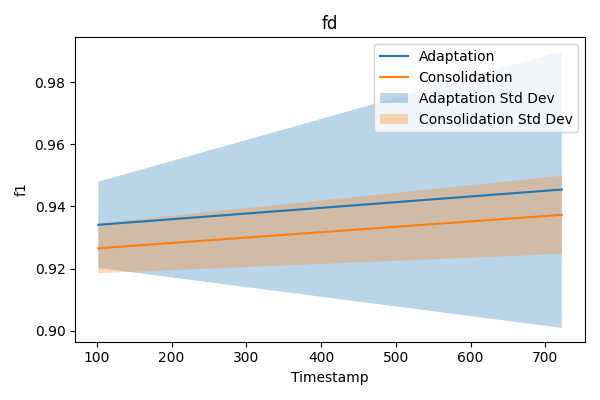 fd
Adaptation
Consolidation
Adaptation Std Dev
Consolidation Std Dev
f1
0.98
0.96
0.94
0.92
0.90
100 200 300 400 500 600 700
Timestamp